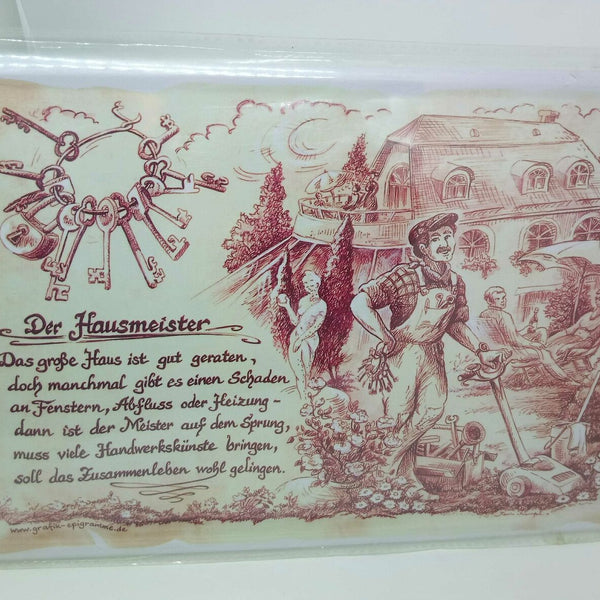 Der Hausmeister
Das große Haus ist gut geraten,
doch manchmal gibt es einen Schaden
an Fenstern, Abfluss oder Heizung –
dann ist der Meister auf dem Sprung,
muss viele Handwerkskünste bringen,
soll das Zusammenleben wohl gelingen.
www.grafik-epigramme.de